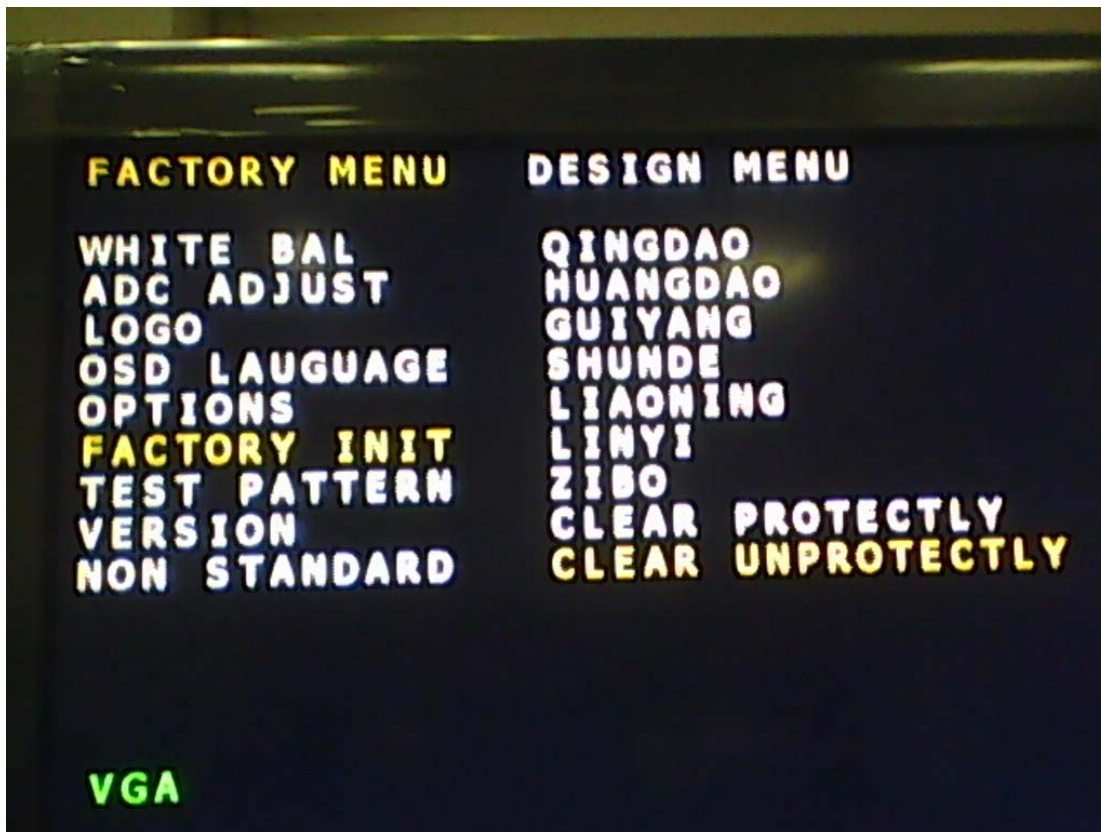 FACTORY MENU
WHITE BAL
ADC ADJUST
LOGO
OSD LAUGUAGE
OPTIONS
FACTORY INIT
TEST PATTERN
VERSION
NON STANDARD
DESIGN MENU
QINGDAO
HUANGDAO
GUIYANG
SHUNDE
LIAONING
LINYI
ZIBO
CLEAR PROTECTLY
CLEAR UNPROTECTLY
VGA